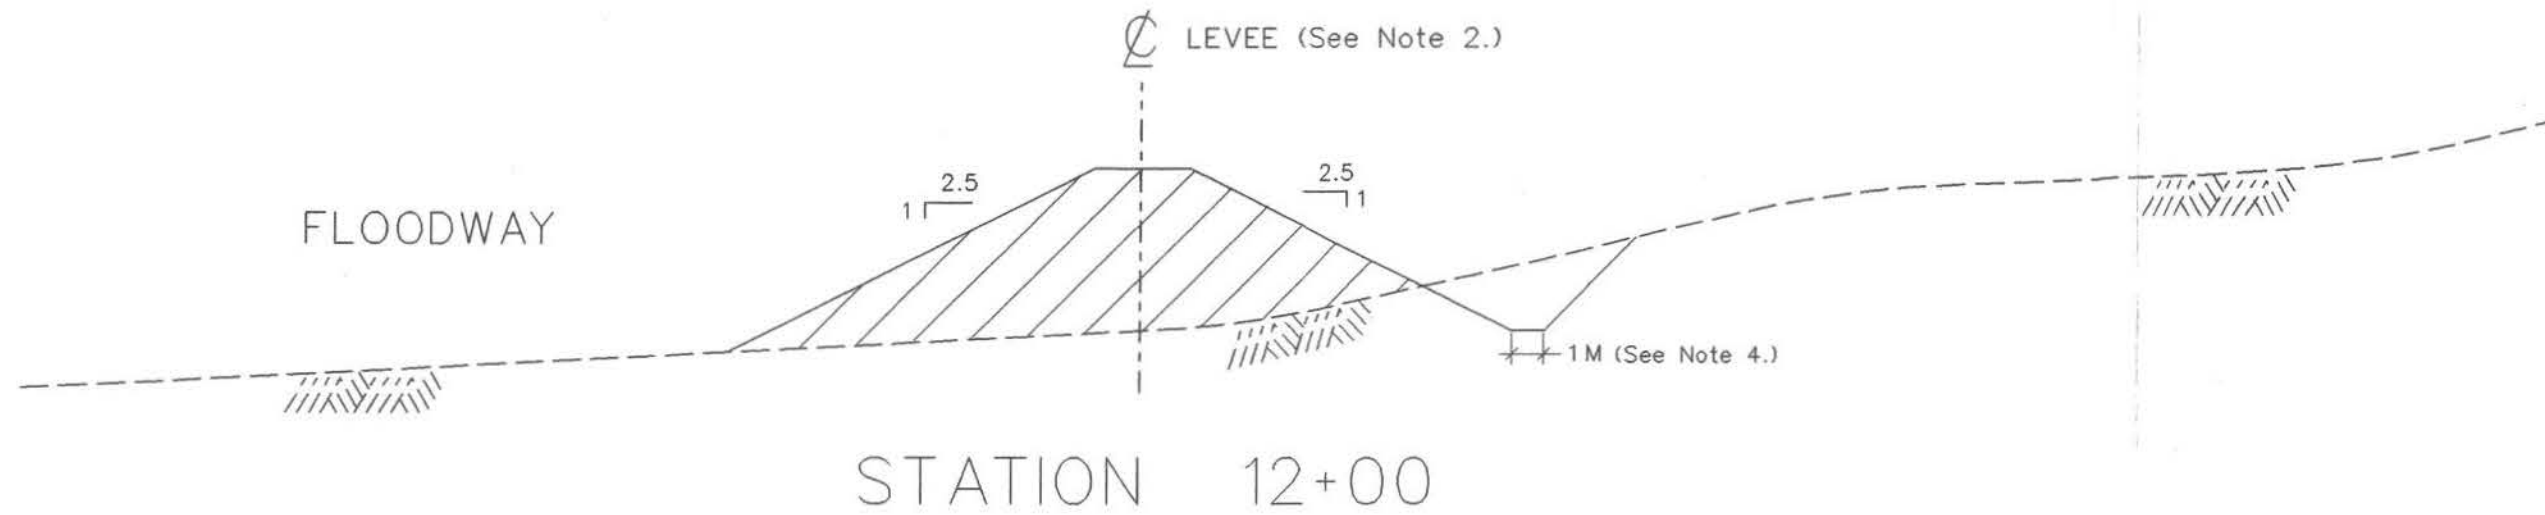 ℄ LEVEE (See Note 2.)
2.5
1
2.5
1
FLOODWAY
1M (See Note 4.)
STATION 12+00